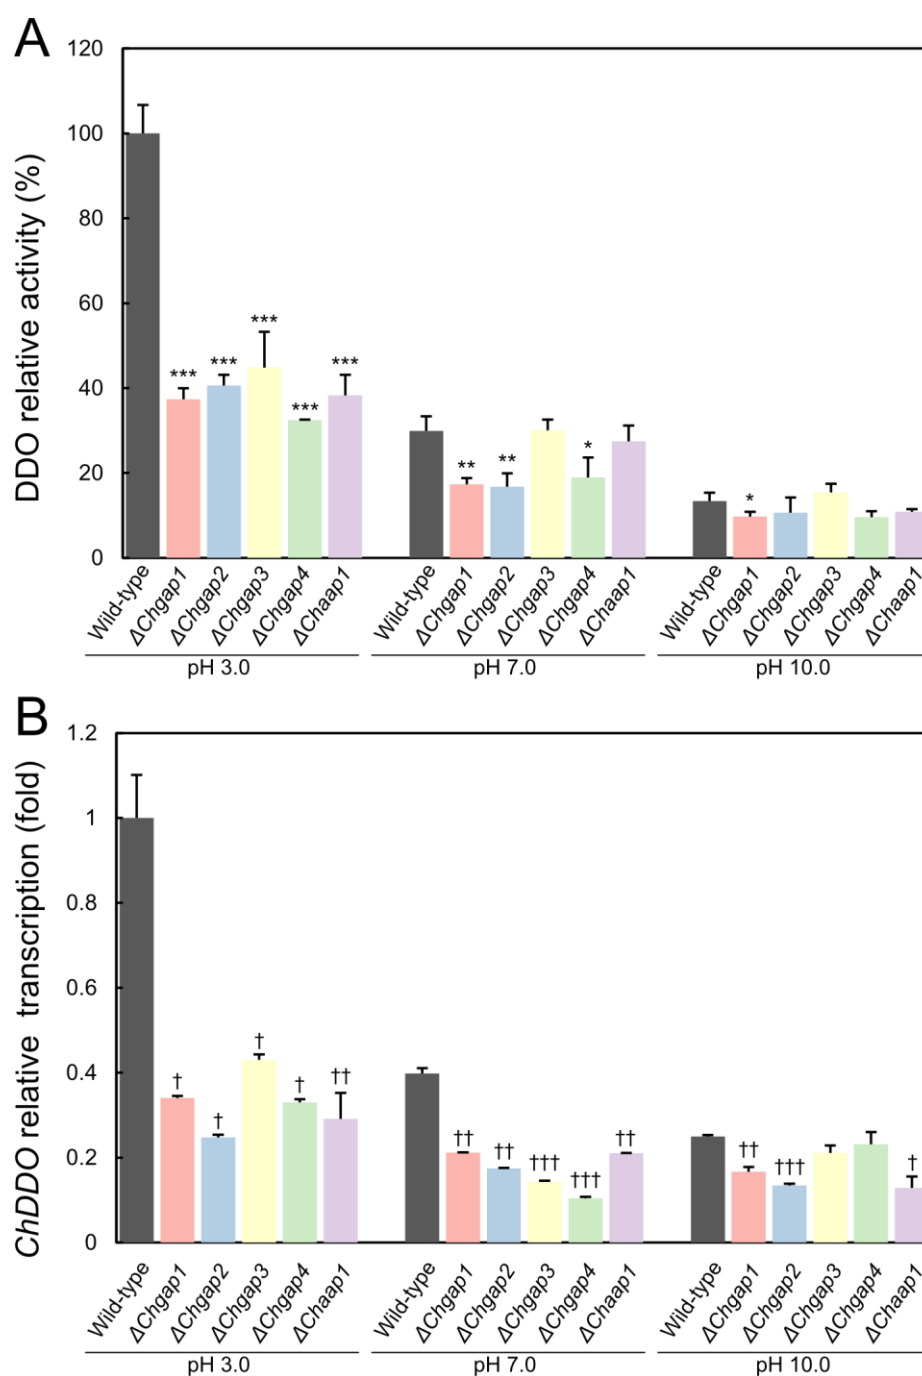 A
DDO relative activity (%)
120
100
80
60
40
20
0
*** *** *** *** ***
** ** *
*
Wild-type ΔChgap1 ΔChgap2 ΔChgap3 ΔChgap4 ΔChaap1
Wild-type ΔChgap1 ΔChgap2 ΔChgap3 ΔChgap4 ΔChaap1
Wild-type ΔChgap1 ΔChgap2 ΔChgap3 ΔChgap4 ΔChaap1
pH 3.0 pH 7.0 pH 10.0
B
ChDDO relative transcription (fold)
1.2
1
0.8
0.6
0.4
0.2
0
† † † † ††
†† †† ††† ††† ††
†† ††† †
Wild-type ΔChgap1 ΔChgap2 ΔChgap3 ΔChgap4 ΔChaap1
Wild-type ΔChgap1 ΔChgap2 ΔChgap3 ΔChgap4 ΔChaap1
Wild-type ΔChgap1 ΔChgap2 ΔChgap3 ΔChgap4 ΔChaap1
pH 3.0 pH 7.0 pH 10.0